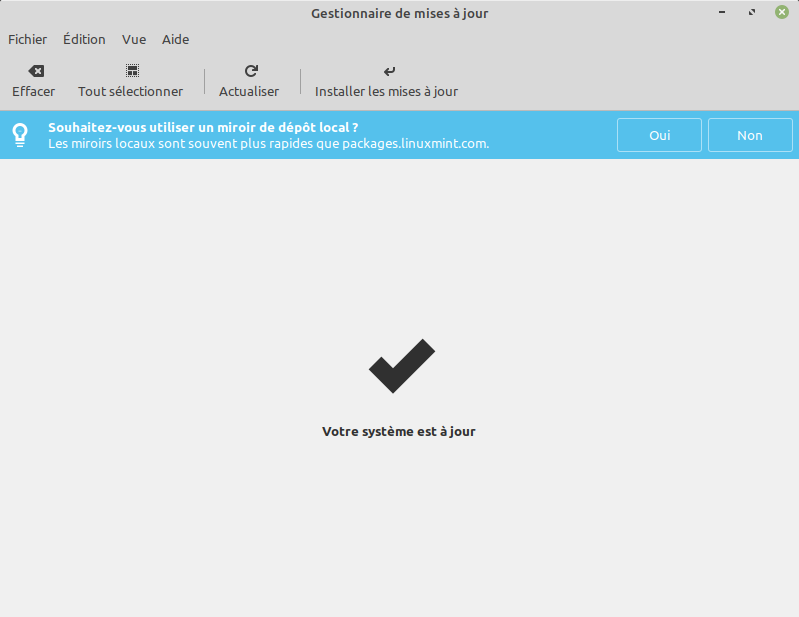 Gestionnaire de mises à jour
Fichier Édition Vue Aide
Effacer Tout sélectionner Actualiser Installer les mises à jour
Souhaitez-vous utiliser un miroir de dépôt local ?
Les miroirs locaux sont souvent plus rapides que packages.linuxmint.com.
Oui Non
Votre système est à jour